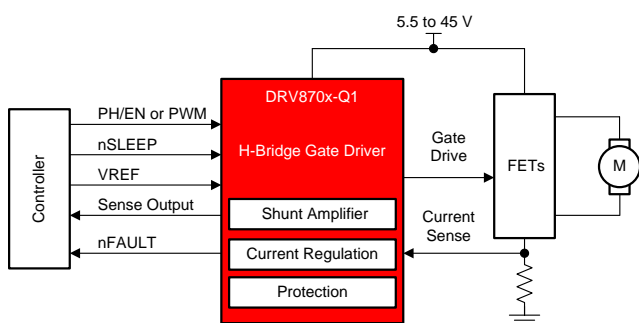 5.5 to 45 V
DRV870x-Q1
H-Bridge Gate Driver
Controller
PH/EN or PWM
nSLEEP
VREF
Sense Output
nFAULT
Shunt Amplifier
Current Regulation
Protection
Gate
Drive
Current
Sense
FETs
M